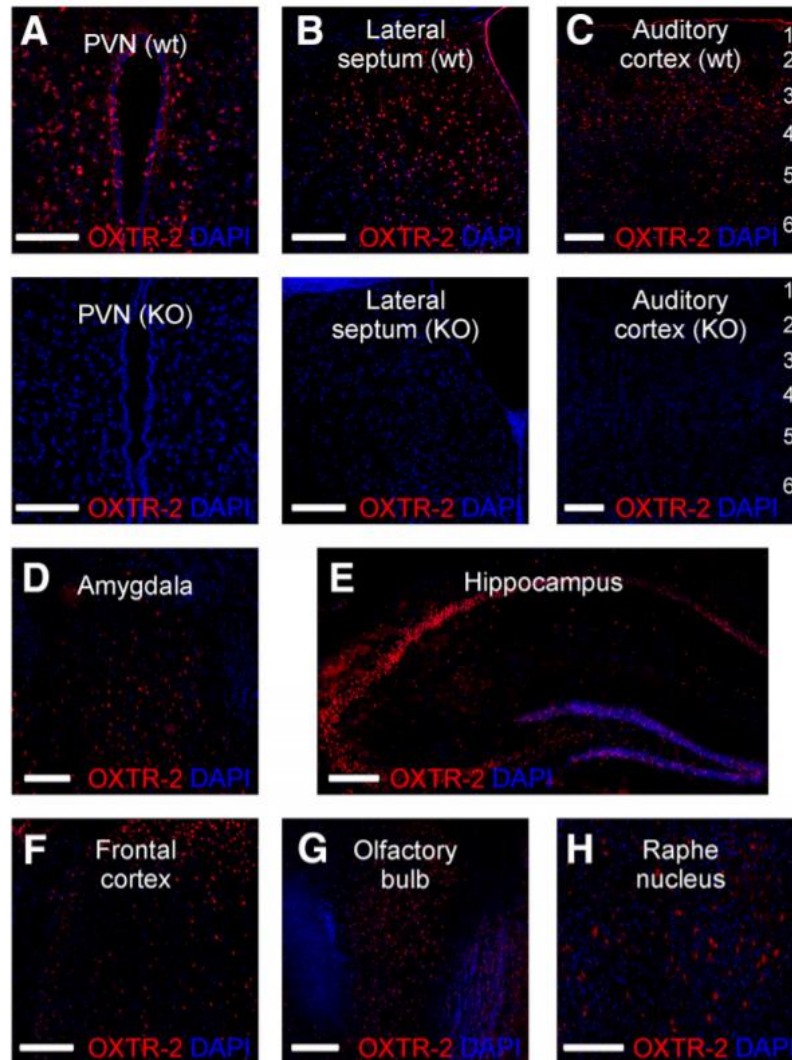 A
PVN (wt)
OXTR-2 DAPI
B
Lateral
septum (wt)
OXTR-2 DAPI
C
Auditory
cortex (wt)
1
2
3
4
5
6
OXTR-2 DAPI
PVN (KO)
OXTR-2 DAPI
Lateral
septum (KO)
OXTR-2 DAPI
Auditory
cortex (KO)
1
2
3
4
5
6
OXTR-2 DAPI
D
Amygdala
OXTR-2 DAPI
E
Hippocampus
OXTR-2 DAPI
F
Frontal
cortex
OXTR-2 DAPI
G
Olfactory
bulb
OXTR-2 DAPI
H
Raphe
nucleus
OXTR-2 DAPI